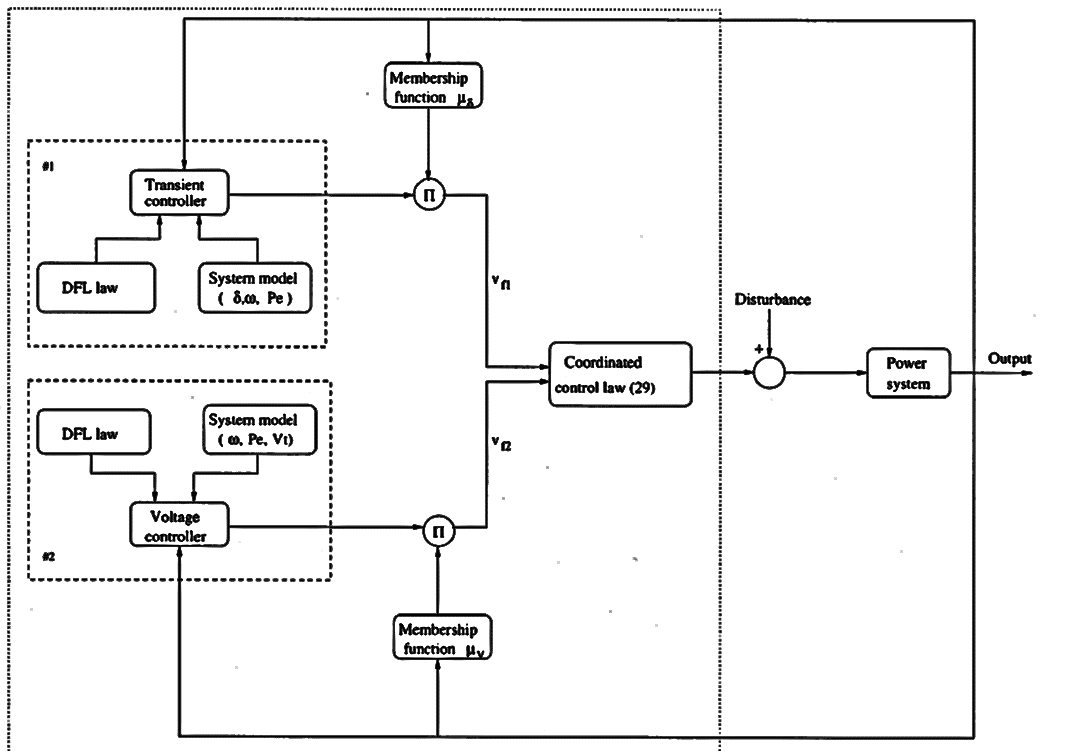 Membership
function μδ
#1
Transient
controller
Π
DFL law
System model
( δ,ω, Pe )
vf1
Disturbance
+
Coordinated
control law (29)
Power
system
Output
DFL law
System model
( ω, Pe, Vt)
vf2
Voltage
controller
Π
#2
Membership
function μV